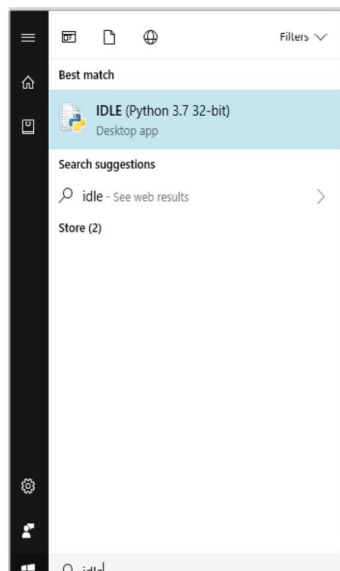 Filters
Best match
IDLE (Python 3.7 32-bit)
Desktop app
Search suggestions
idle - See web results
Store (2)
idle